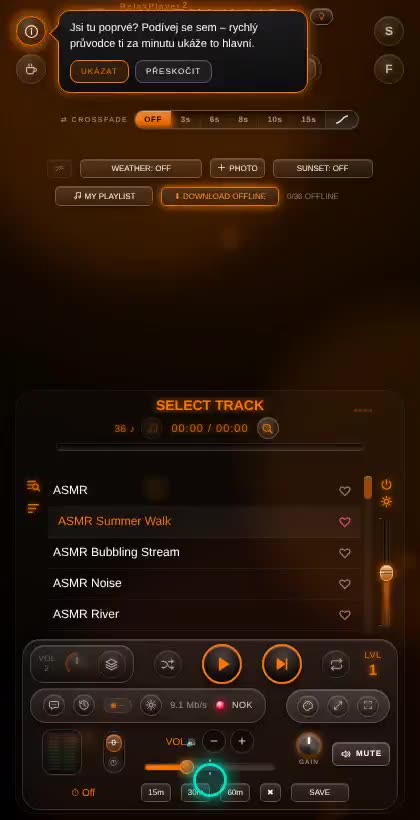 RelaxPlayer2
Jsi tu poprvé? Podívej se sem – rychlý
průvodce ti za minutu ukáže to hlavní.
UKÁZAT PŘESKOČIT
S
F
⇄ CROSSFADE OFF 3s 6s 8s 10s 15s
WEATHER: OFF + PHOTO SUNSET: OFF
MY PLAYLIST ⬇ DOWNLOAD OFFLINE 0/36 OFFLINE
SELECT TRACK
36 ♪ 00:00 / 00:00
ASMR
ASMR Summer Walk
ASMR Bubbling Stream
ASMR Noise
ASMR River
VOL
2
LVL
1
9.1 Mb/s NOK
VOL − +
GAIN
MUTE
Off
15m 30m 60m ✖ SAVE